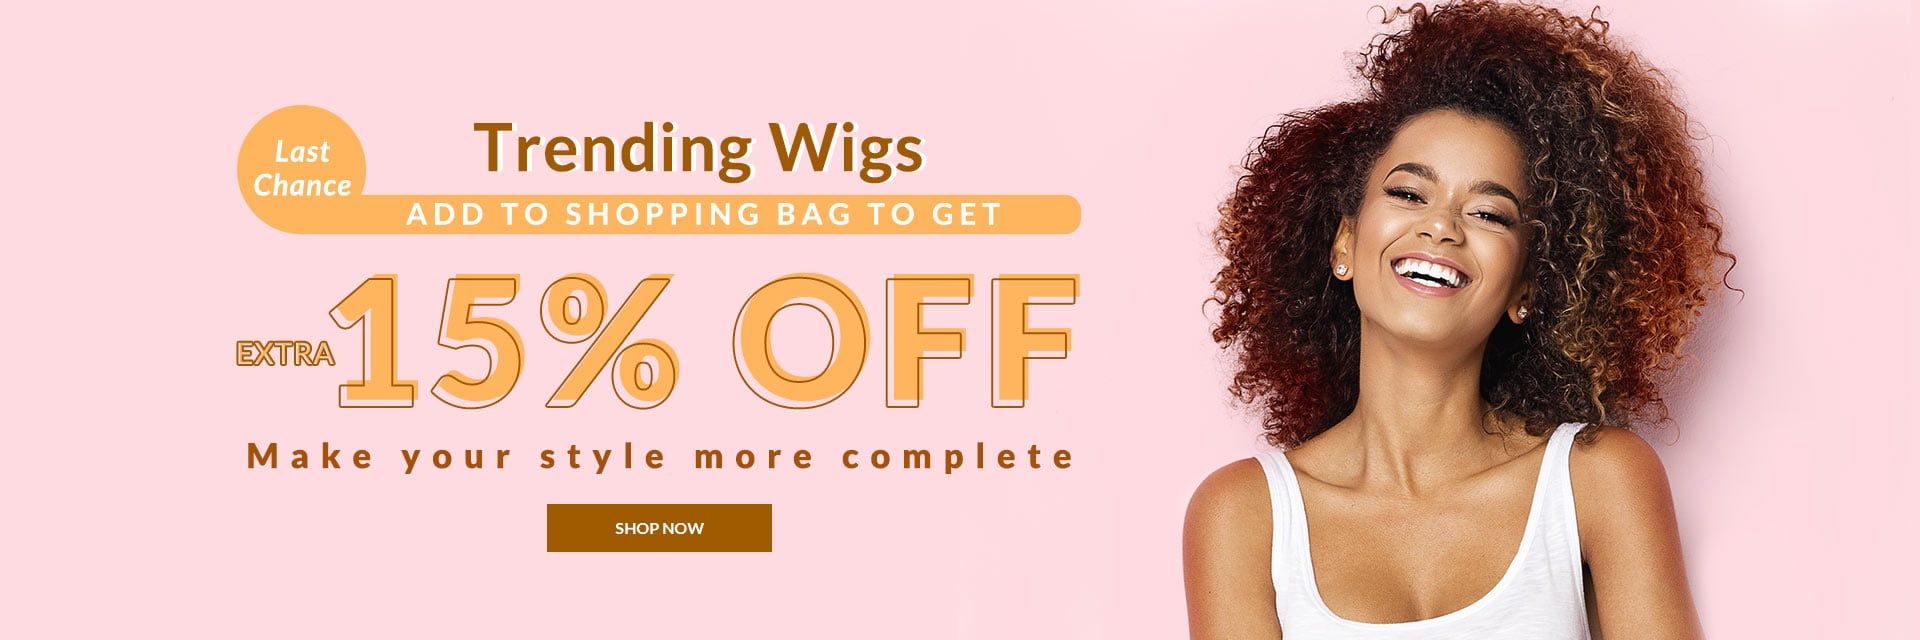 Last
Chance
Trending Wigs
ADD TO SHOPPING BAG TO GET
EXTRA 15% OFF
Make your style more complete
SHOP NOW